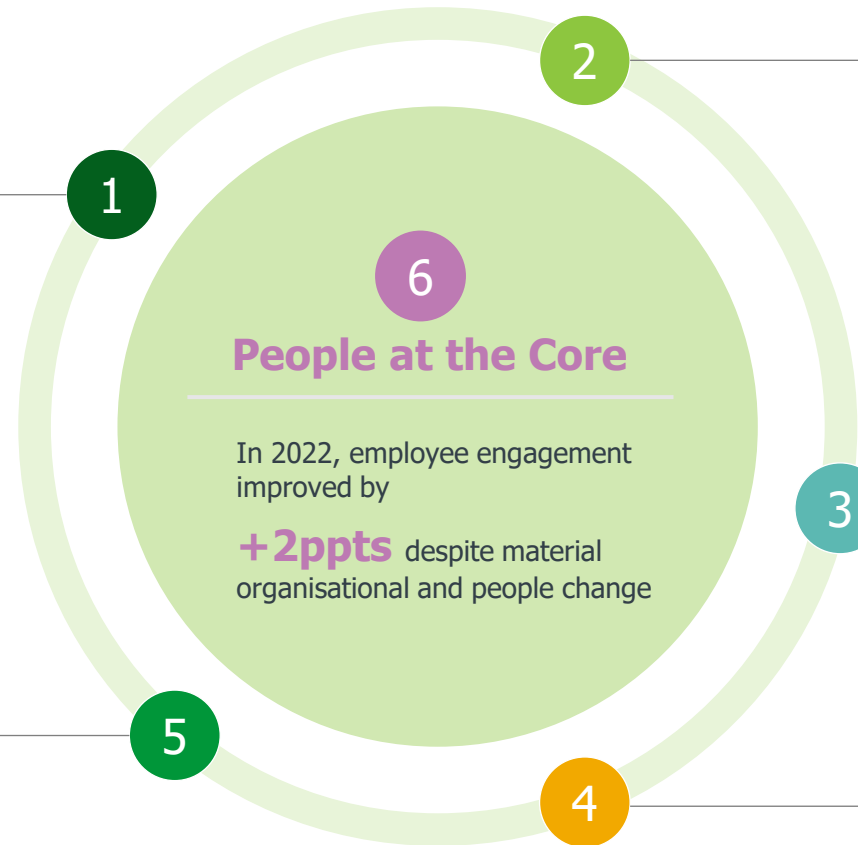 2
1
6
People at the Core
In 2022, employee engagement
improved by
+2ppts despite material
organisational and people change
3
5
4